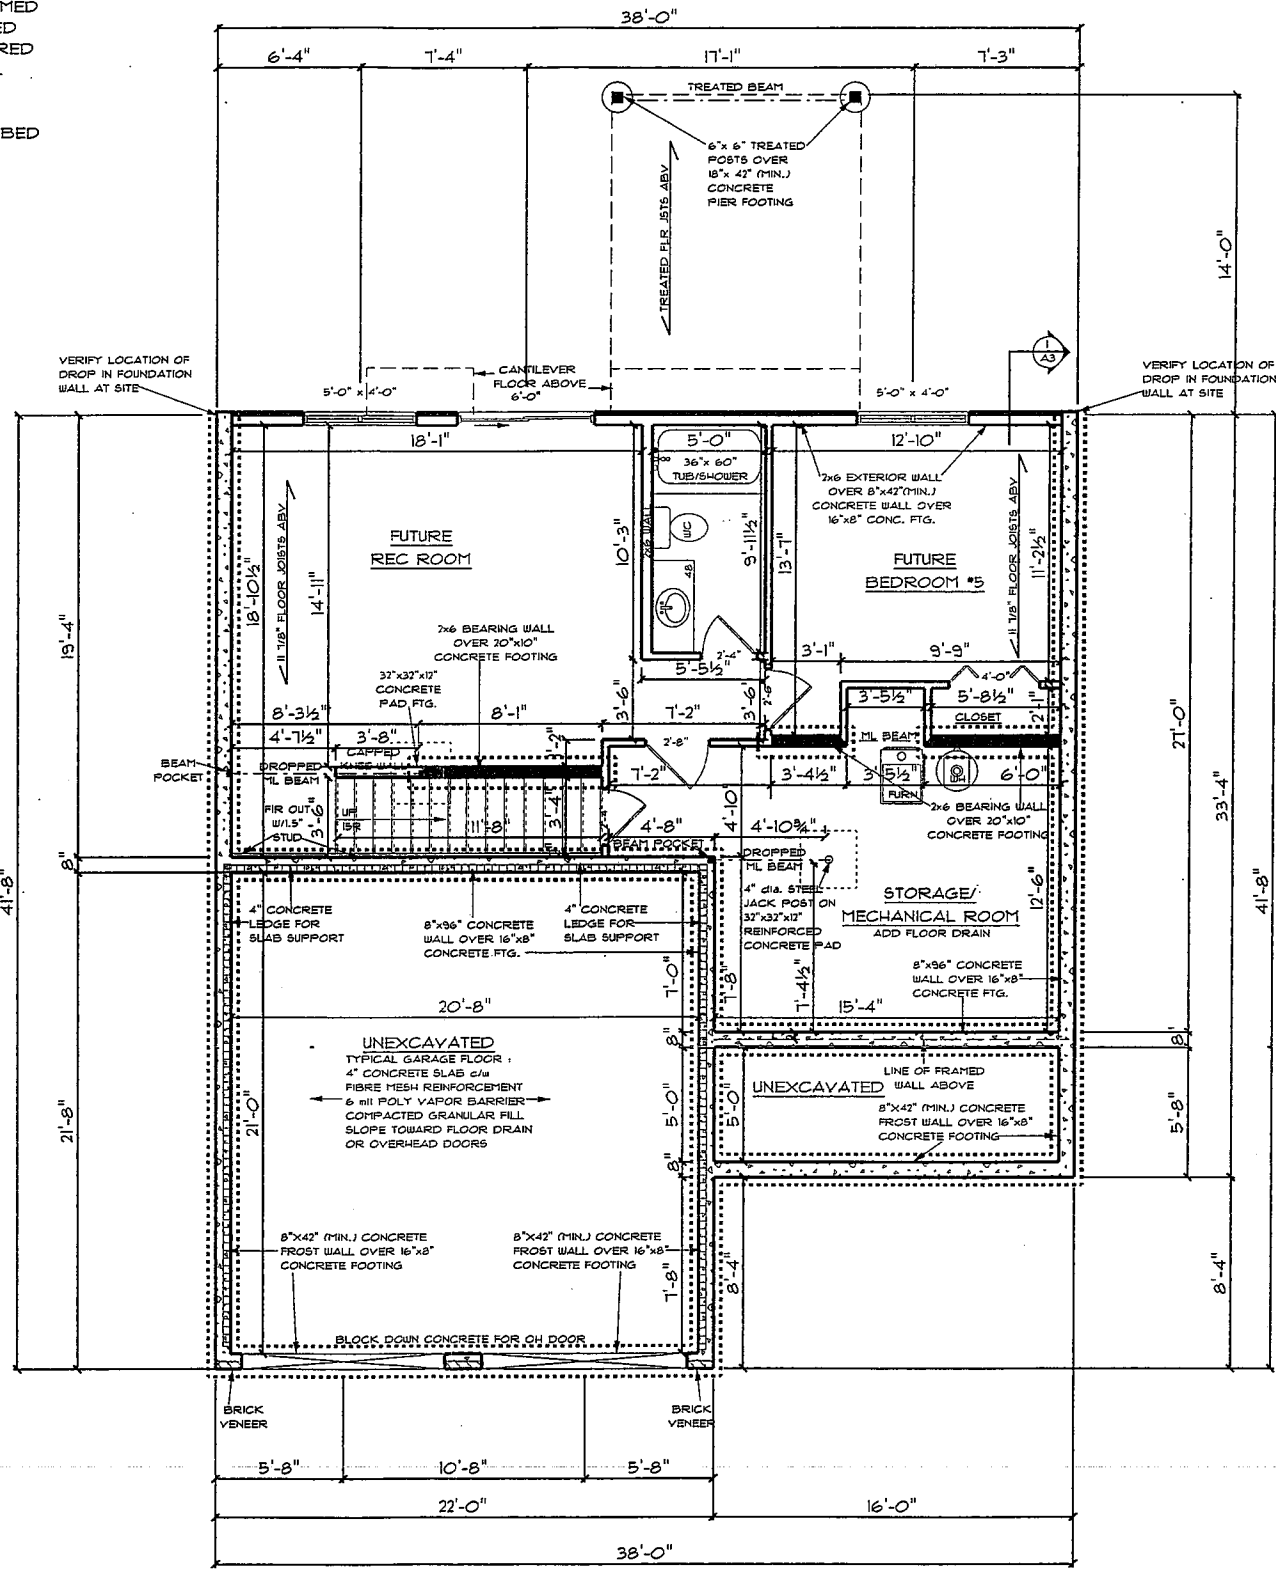 MED
ED
RED
BED
38'-0"
6'-4"
7'-4"
17'-1"
7'-3"
TREATED BEAM
6"x 6" TREATED
POSTS OVER
18"x 42" (MIN.)
CONCRETE
PIER FOOTING
TREATED FLR JSTS ABV
14'-0"
1
A3
VERIFY LOCATION OF
DROP IN FOUNDATION
WALL AT SITE
CANTILEVER
FLOOR ABOVE
5'-0" x 4'-0"
6'-0"
5'-0" x 4'-0"
VERIFY LOCATION OF
DROP IN FOUNDATION
WALL AT SITE
18'-1"
5'-0"
12'-10"
36"x 60"
TUB/SHOWER
2x6 EXTERIOR WALL
OVER 8"x42"(MIN.)
CONCRETE WALL OVER
16"x8" CONC. FTG.
FUTURE
REC ROOM
2x6 WALL
WC
48
10'-3"
9'-11½"
13'-7"
11'-2½"
FUTURE
BEDROOM #5
11 7/8" FLOOR JOISTS ABV
11 7/8" FLOOR JOISTS ABV
18'-10½"
14'-11"
2x6 BEARING WALL
OVER 20"x10"
CONCRETE FOOTING
32"x32"x12"
CONCRETE
PAD FTG.
2'-4"
5'-5½"
3'-1"
9'-9"
2'-6"
4'-0"
3'-5½"
5'-8½"
CLOSET
2'-1"
8'-3½"
8'-1"
3'-6"
7'-2"
3'-6"
4'-7½"
3'-8"
CAPPED
KNEE WALL
2'-8"
ML BEAM
BEAM
POCKET
DROPPED
ML BEAM
7'-2"
3'-4½"
3'-5½"
6'-0"
FURN
FIR OUT
W/1.5"
STUD
3'-6"
UP
15R
11'-8"
3'-4"
4'-8"
4'-10"
4'-10¾"
2x6 BEARING WALL
OVER 20"x10"
CONCRETE FOOTING
BEAM POCKET
DROPPED
ML BEAM
4" dia. STEEL
JACK POST ON
32"x32"x12"
REINFORCED
CONCRETE PAD
STORAGE/
MECHANICAL ROOM
ADD FLOOR DRAIN
12'-6"
4" CONCRETE
LEDGE FOR
SLAB SUPPORT
8"x96" CONCRETE
WALL OVER 16"x8"
CONCRETE FTG.
4" CONCRETE
LEDGE FOR
SLAB SUPPORT
8"x96" CONCRETE
WALL OVER 16"x8"
CONCRETE FTG.
7'-0"
7'-8"
7'-4½"
15'-4"
20'-8"
UNEXCAVATED
TYPICAL GARAGE FLOOR :
4" CONCRETE SLAB c/w
FIBRE MESH REINFORCEMENT
6 mil POLY VAPOR BARRIER
COMPACTED GRANULAR FILL
SLOPE TOWARD FLOOR DRAIN
OR OVERHEAD DOORS
LINE OF FRAMED
WALL ABOVE
UNEXCAVATED
8"X42" (MIN.) CONCRETE
FROST WALL OVER 16"x8"
CONCRETE FOOTING
8"
5'-0"
5'-0"
8"
21'-0"
8"X42" (MIN.) CONCRETE
FROST WALL OVER 16"x8"
CONCRETE FOOTING
8"X42" (MIN.) CONCRETE
FROST WALL OVER 16"x8"
CONCRETE FOOTING
7'-8"
8'-4"
BLOCK DOWN CONCRETE FOR OH DOOR
BRICK
VENEER
BRICK
VENEER
19'-4"
8"
21'-8"
41'-8"
27'-0"
8"
5'-8"
33'-4"
8'-4"
41'-8"
5'-8"
10'-8"
5'-8"
22'-0"
16'-0"
38'-0"